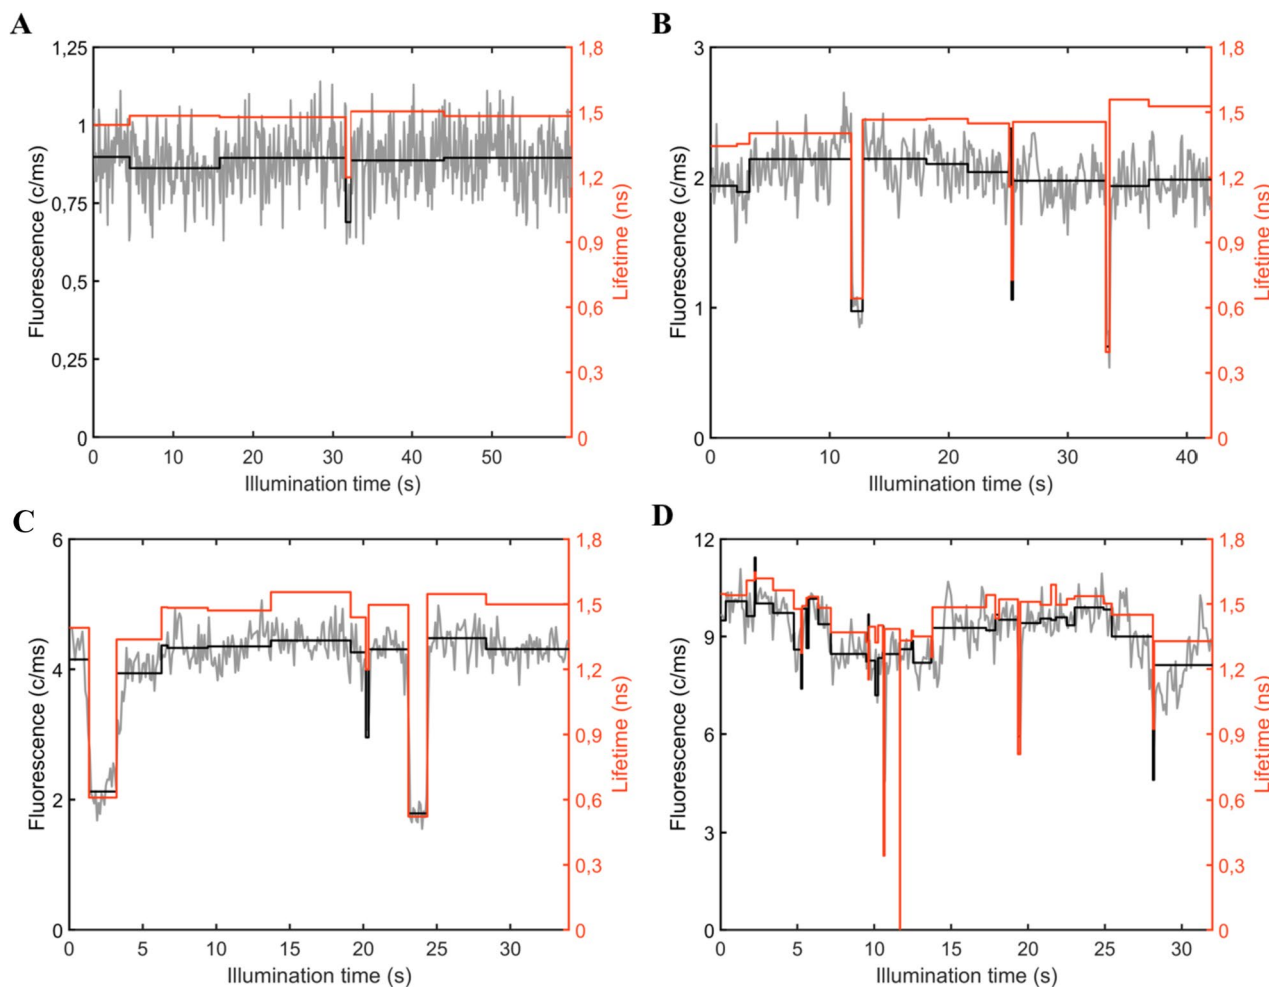 A
1,25
1
0,75
0,5
0,25
0
Fluorescence (c/ms)
1,8
1,5
1,2
0,9
0,6
0,3
0
Lifetime (ns)
0 10 20 30 40 50
Illumination time (s)
B
3
2
1
0
Fluorescence (c/ms)
1,8
1,5
1,2
0,9
0,6
0,3
0
Lifetime (ns)
0 10 20 30 40
Illumination time (s)
C
6
4
2
0
Fluorescence (c/ms)
1,8
1,5
1,2
0,9
0,6
0,3
0
Lifetime (ns)
0 5 10 15 20 25 30
Illumination time (s)
D
12
9
6
3
0
Fluorescence (c/ms)
1,8
1,5
1,2
0,9
0,6
0,3
0
Lifetime (ns)
0 5 10 15 20 25 30
Illumination time (s)